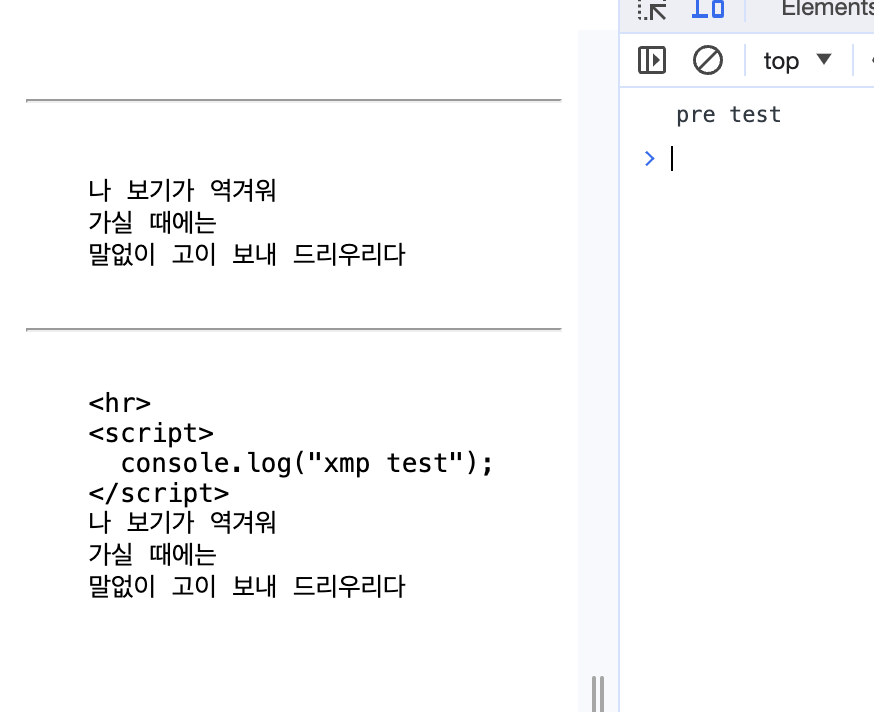 Elements
top
pre test
나 보기가 역겨워
가실 때에는
말없이 고이 보내 드리우리다
<hr>
<script>
  console.log("xmp test");
</script>
나 보기가 역겨워
가실 때에는
말없이 고이 보내 드리우리다